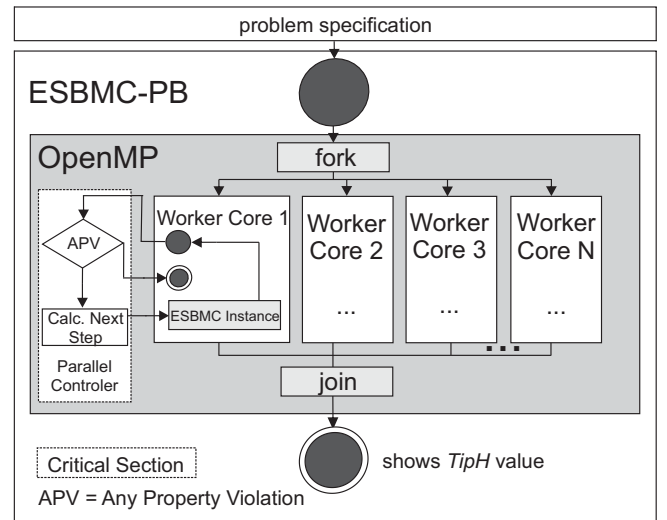 problem specification
ESBMC-PB
OpenMP
fork
Worker Core 1
APV
ESBMC Instance
Calc. Next
Step
Parallel
Controler
Worker
Core 2
...
Worker
Core 3
...
Worker
Core N
...
...
join
shows TipH value
Critical Section
APV = Any Property Violation